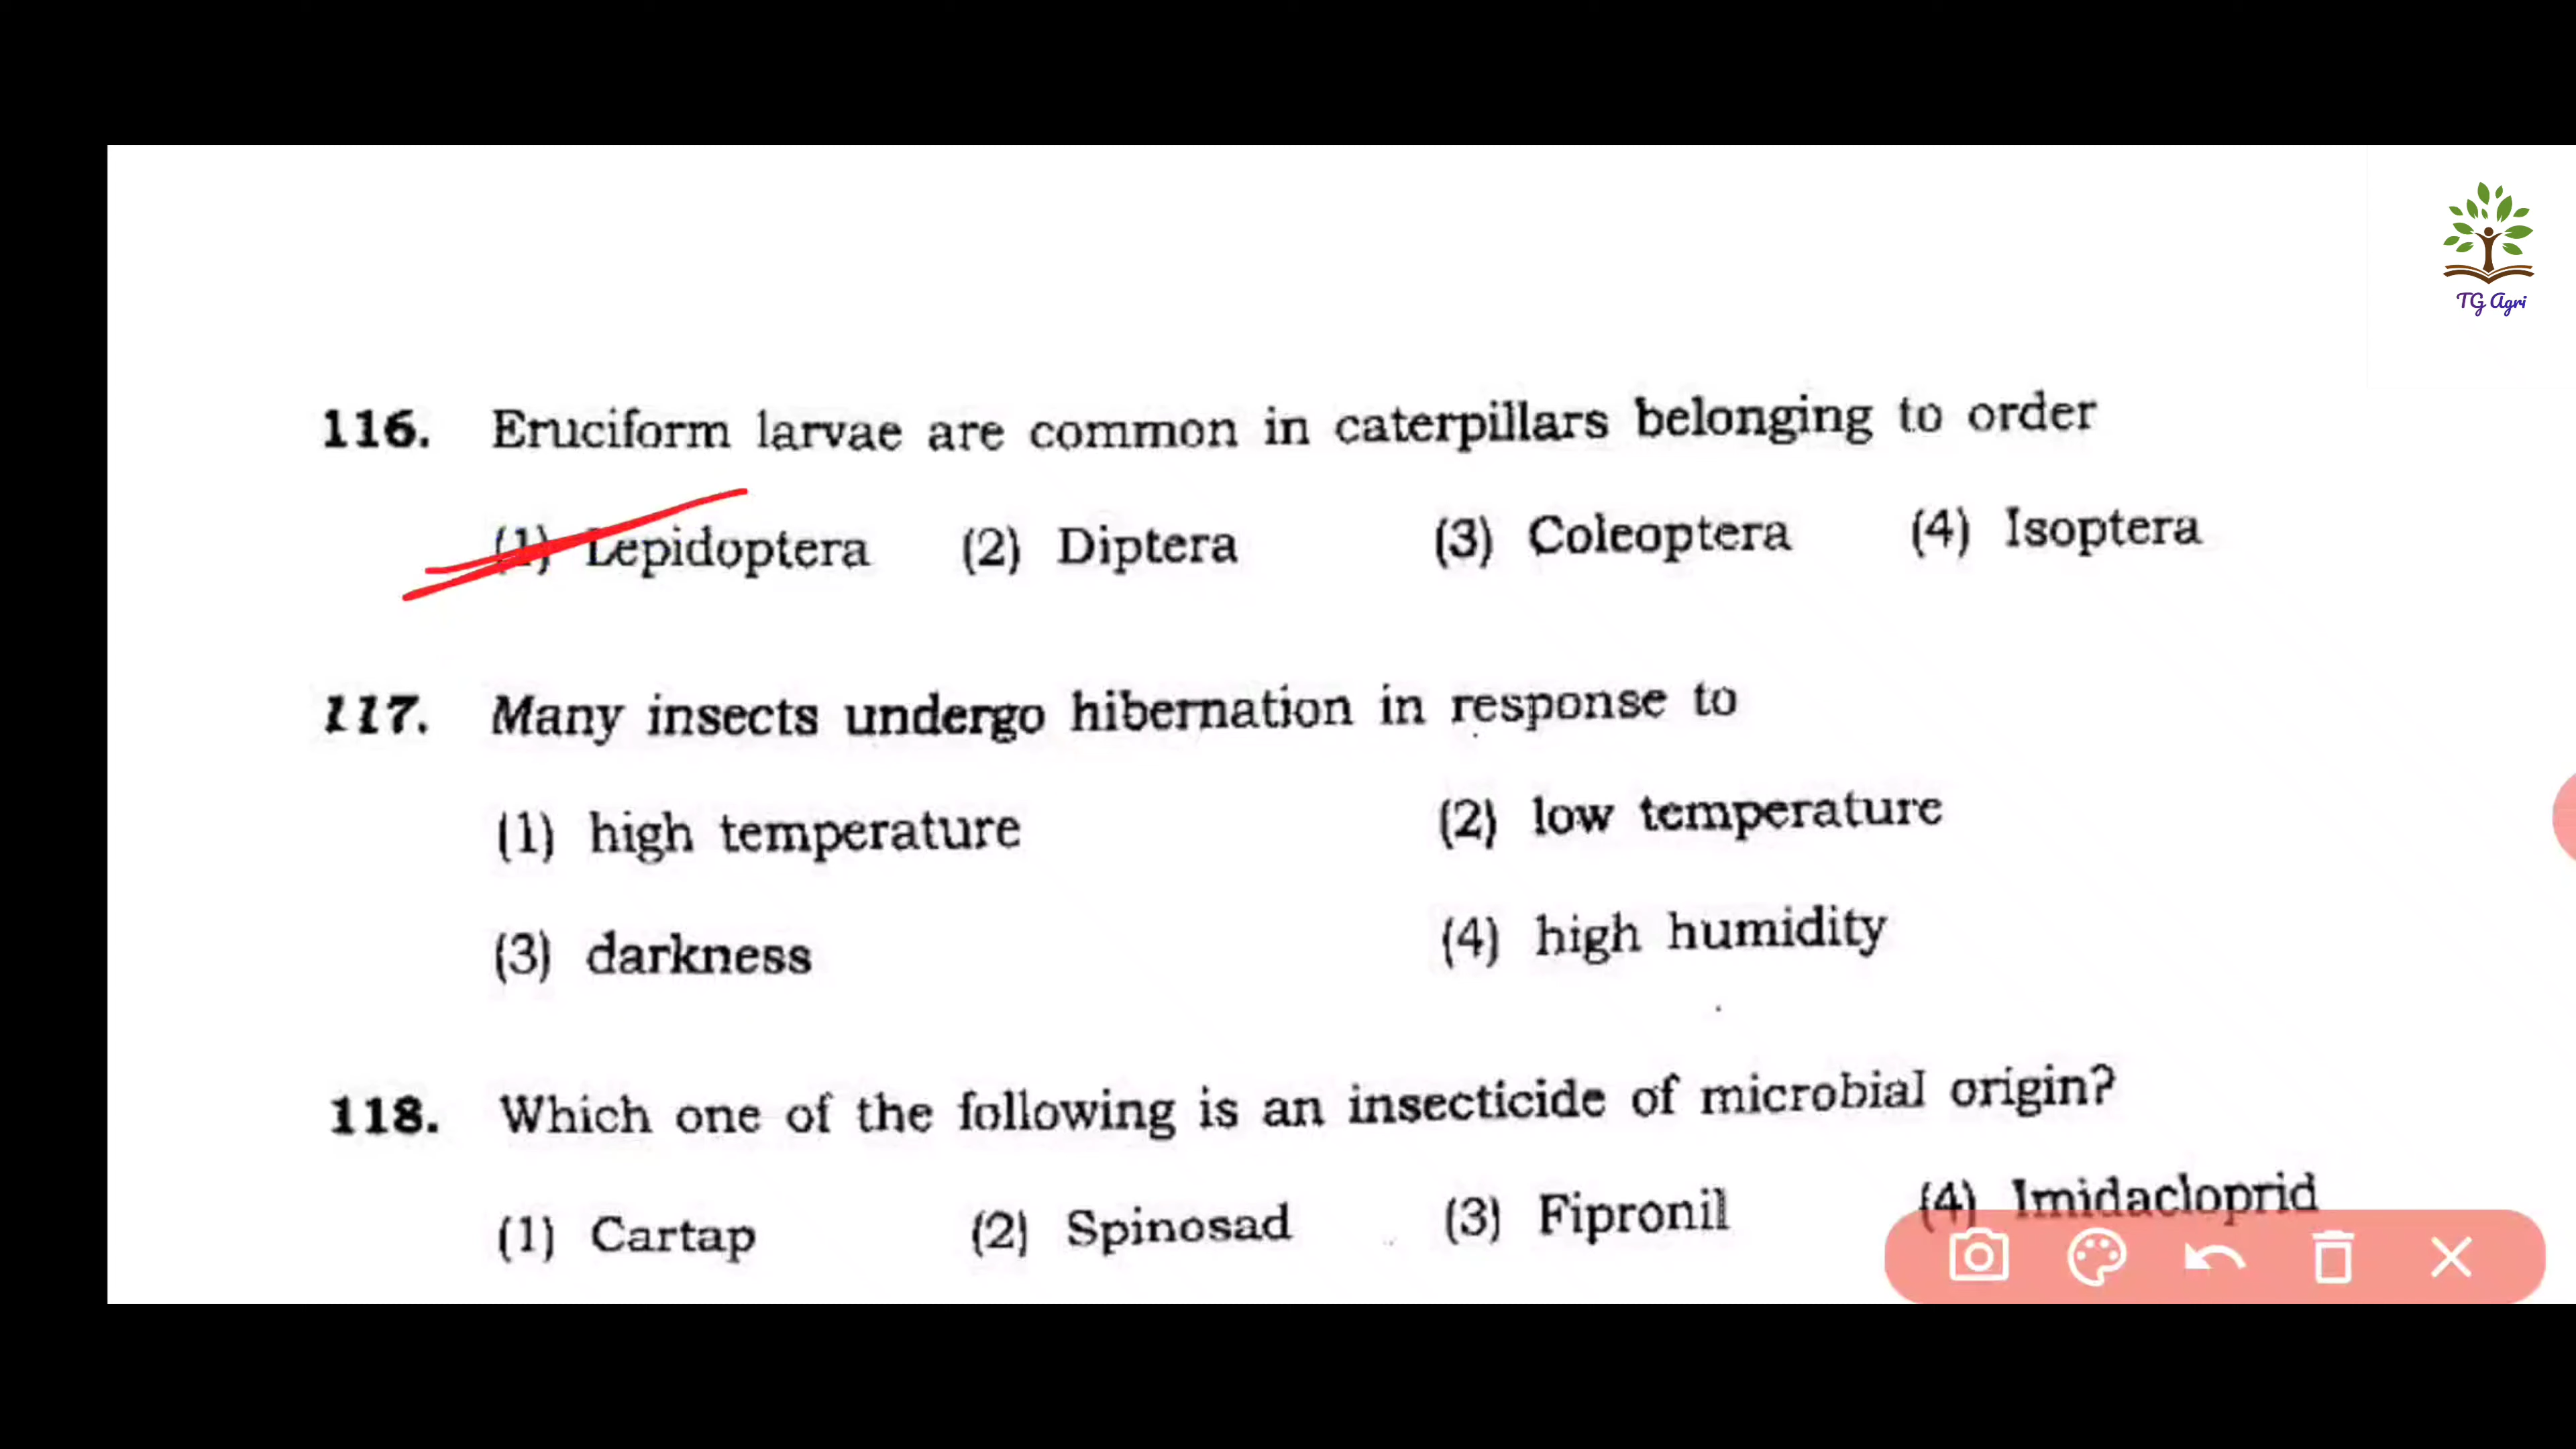 TG Agri
116. Eruciform larvae are common in caterpillars belonging to order
(1) Lepidoptera (2) Diptera (3) Coleoptera (4) Isoptera
117. Many insects undergo hibernation in response to
(1) high temperature (2) low temperature
(3) darkness (4) high humidity
118. Which one of the following is an insecticide of microbial origin?
(1) Cartap (2) Spinosad (3) Fipronil (4) Imidacloprid